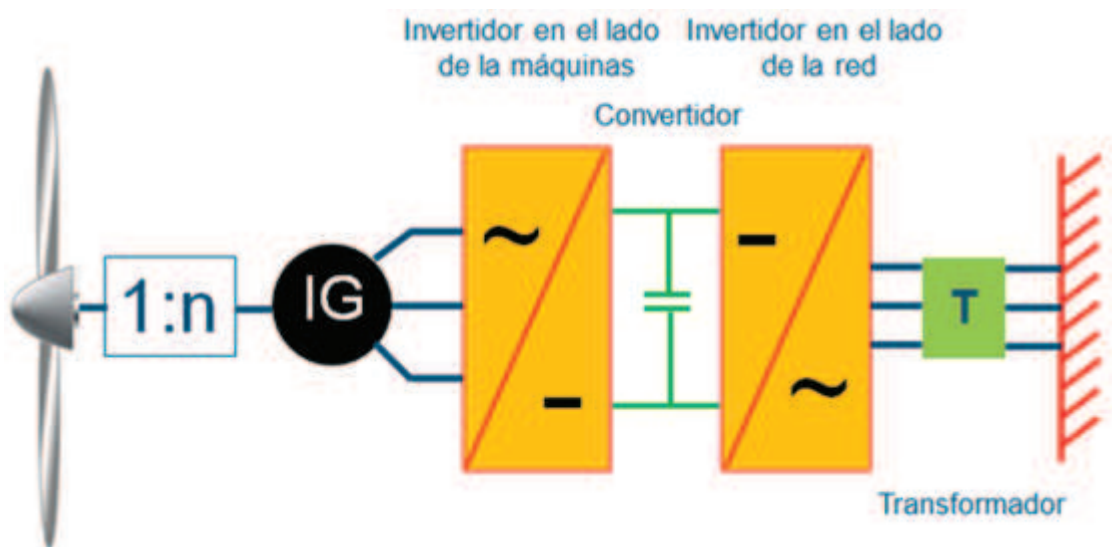 Invertidor en el lado
de la máquinas
Invertidor en el lado
de la red
Convertidor
1:n
IG
~
-
-
~
T
Transformador